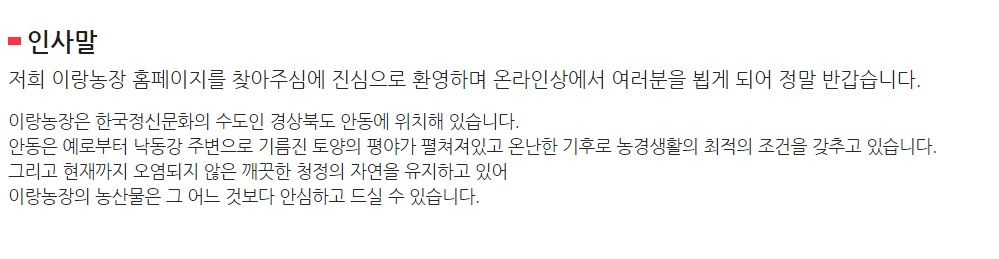 인사말
저희 이랑농장 홈페이지를 찾아주심에 진심으로 환영하며 온라인상에서 여러분을 뵙게 되어 정말 반갑습니다.
이랑농장은 한국정신문화의 수도인 경상북도 안동에 위치해 있습니다.
안동은 예로부터 낙동강 주변으로 기름진 토양의 평야가 펼쳐져있고 온난한 기후로 농경생활의 최적의 조건을 갖추고 있습니다.
그리고 현재까지 오염되지 않은 깨끗한 청정의 자연을 유지하고 있어
이랑농장의 농산물은 그 어느 것보다 안심하고 드실 수 있습니다.